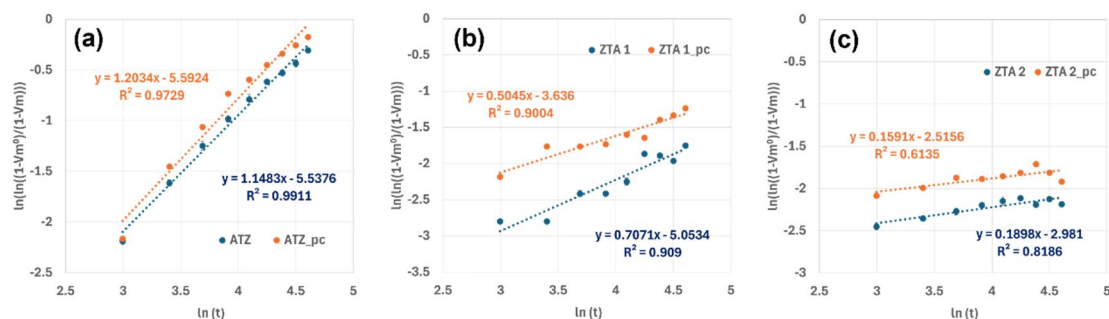 (a)
0
-0.5
-1
-1.5
-2
-2.5
ln(ln((1-Vm⁰)/(1-Vm)))
y = 1.2034x - 5.5924
R² = 0.9729
y = 1.1483x - 5.5376
R² = 0.9911
ATZ ATZ_pc
2.5 3 3.5 4 4.5 5
ln (t)
(b)
0
-0.5
-1
-1.5
-2
-2.5
-3
-3.5
ln(ln((1-Vm⁰)/(1-Vm)))
ZTA 1 ZTA 1_pc
y = 0.5045x - 3.636
R² = 0.9004
y = 0.7071x - 5.0534
R² = 0.909
2.5 3 3.5 4 4.5 5
ln (t)
(c)
0
-0.5
-1
-1.5
-2
-2.5
-3
ln(ln((1-Vm⁰)/(1-Vm)))
ZTA 2 ZTA 2_pc
y = 0.1591x - 2.5156
R² = 0.6135
y = 0.1898x - 2.981
R² = 0.8186
2.5 3 3.5 4 4.5 5
ln (t)